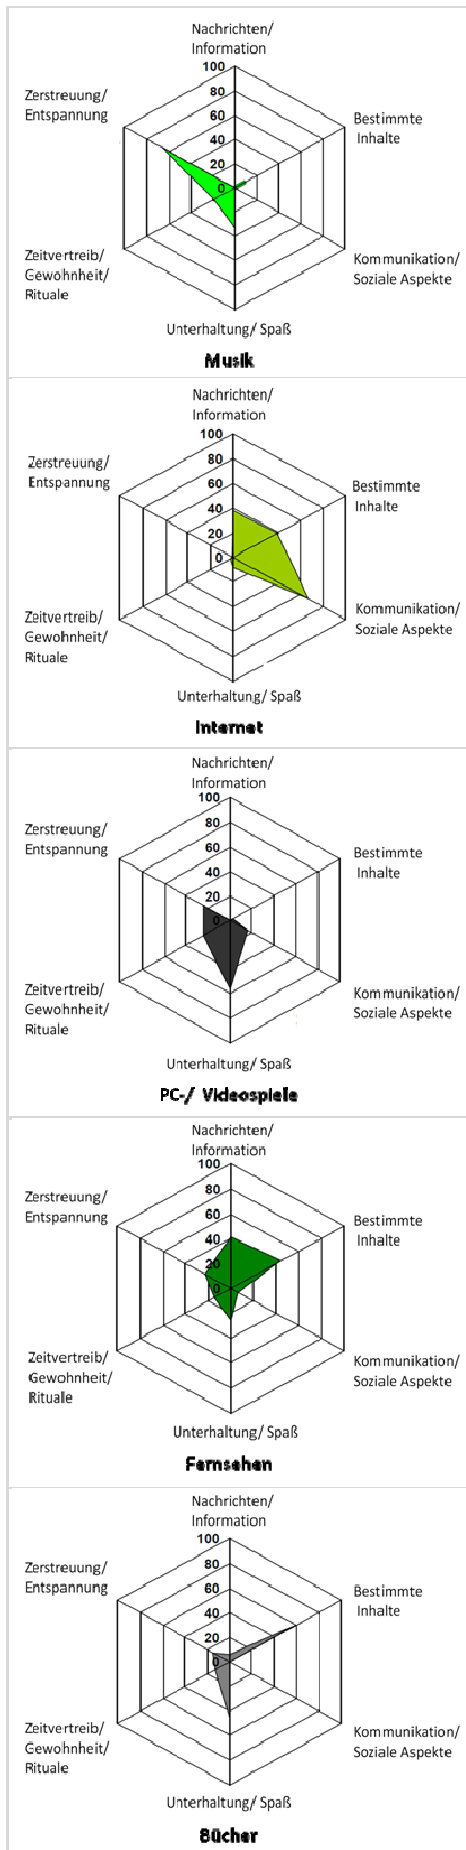 Nachrichten/
Information
100
80
60
40
20
0
Zerstreuung/
Entspannung
Bestimmte
Inhalte
Zeitvertreib/
Gewohnheit/
Rituale
Kommunikation/
Soziale Aspekte
Unterhaltung/ Spaß
Musik
Nachrichten/
Information
100
80
60
40
20
0
Zerstreuung/
Entspannung
Bestimmte
Inhalte
Zeitvertreib/
Gewohnheit/
Rituale
Kommunikation/
Soziale Aspekte
Unterhaltung/ Spaß
Internet
Nachrichten/
Information
100
80
60
40
20
0
Zerstreuung/
Entspannung
Bestimmte
Inhalte
Zeitvertreib/
Gewohnheit/
Rituale
Kommunikation/
Soziale Aspekte
Unterhaltung/ Spaß
PC-/ Videospiele
Nachrichten/
Information
100
80
60
40
20
0
Zerstreuung/
Entspannung
Bestimmte
Inhalte
Zeitvertreib/
Gewohnheit/
Rituale
Kommunikation/
Soziale Aspekte
Unterhaltung/ Spaß
Fernsehen
Nachrichten/
Information
100
80
60
40
20
0
Zerstreuung/
Entspannung
Bestimmte
Inhalte
Zeitvertreib/
Gewohnheit/
Rituale
Kommunikation/
Soziale Aspekte
Unterhaltung/ Spaß
Bücher